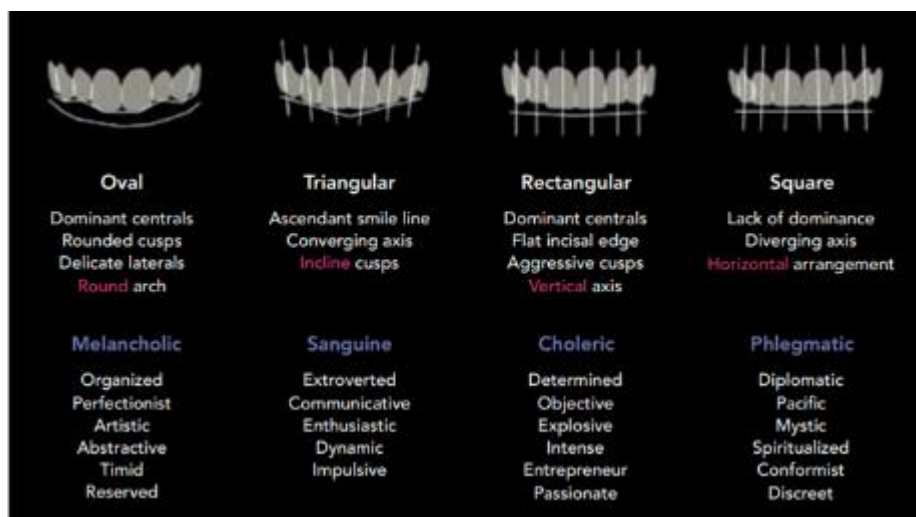 Oval
Dominant centrals
Rounded cusps
Delicate laterals
Round arch
Melancholic
Organized
Perfectionist
Artistic
Abstractive
Timid
Reserved
Triangular
Ascendant smile line
Converging axis
Incline cusps
Sanguine
Extroverted
Communicative
Enthusiastic
Dynamic
Impulsive
Rectangular
Dominant centrals
Flat incisal edge
Aggressive cusps
Vertical axis
Choleric
Determined
Objective
Explosive
Intense
Entrepreneur
Passionate
Square
Lack of dominance
Diverging axis
Horizontal arrangement
Phlegmatic
Diplomatic
Pacific
Mystic
Spiritualized
Conformist
Discreet